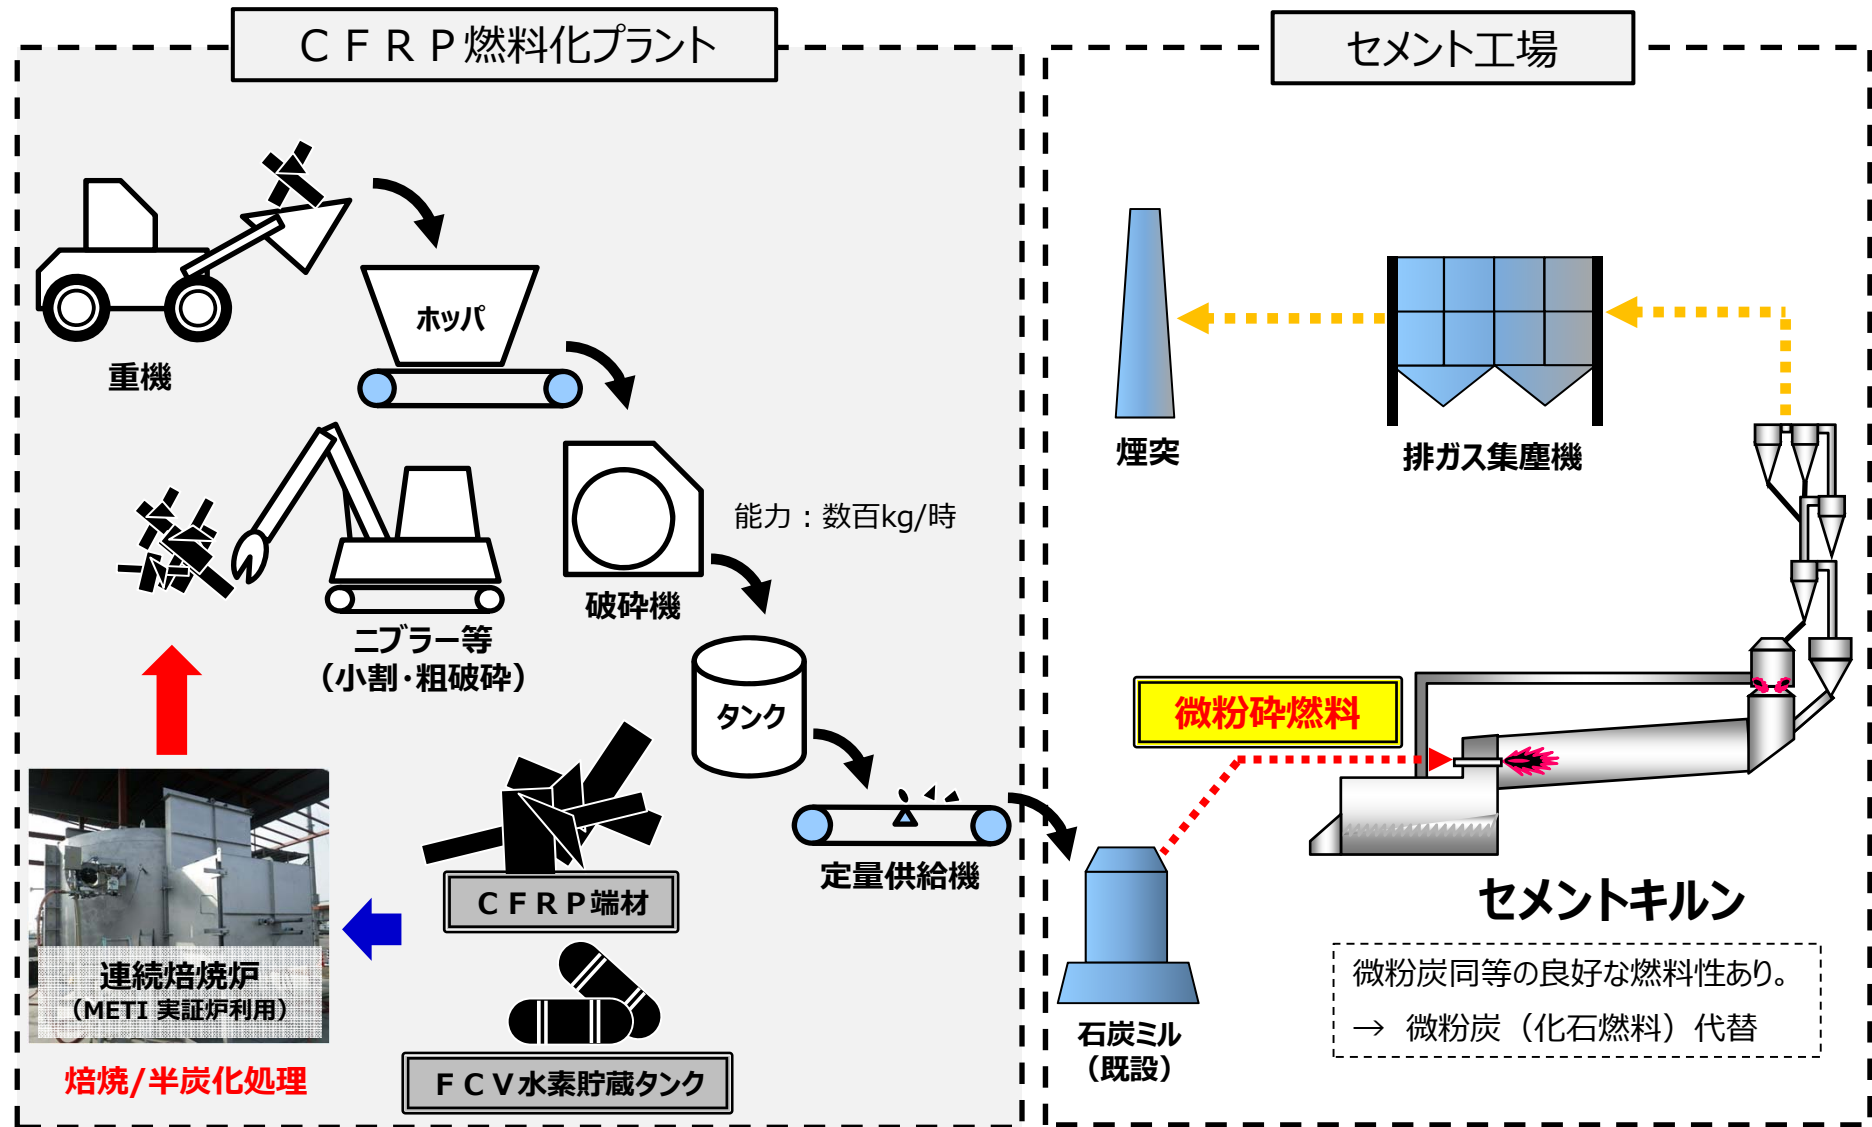 ＣＦＲＰ燃料化プラント
セメント工場
ホッパ
重機
煙突
排ガス集塵機
能力：数百kg/時
破砕機
ニブラー等
（小割・粗破砕）
タンク
微粉砕燃料
定量供給機
ＣＦＲＰ端材
セメントキルン
連続焙焼炉
（METI 実証炉利用）
微粉炭同等の良好な燃料性あり。
→ 微粉炭（化石燃料）代替
石炭ミル
（既設）
焙焼/半炭化処理
ＦＣＶ水素貯蔵タンク